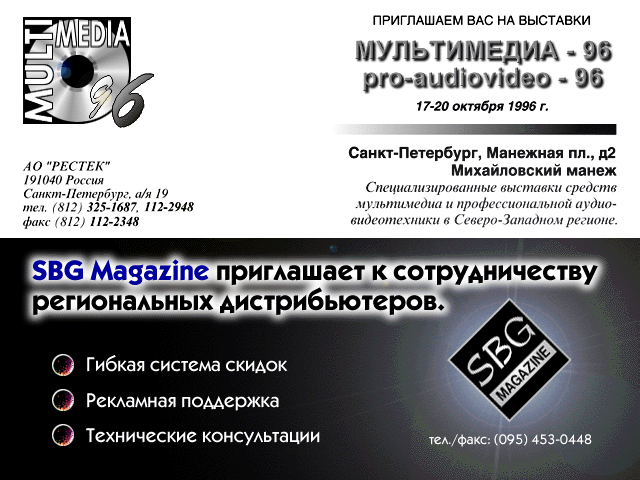 MULTI
MEDIA
96
ПРИГЛАШАЕМ ВАС НА ВЫСТАВКИ
МУЛЬТИМЕДИА - 96
pro-audiovideo - 96
17-20 октября 1996 г.
АО "РЕСТЕК"
191040 Россия
Санкт-Петербург, а/я 19
тел. (812) 325-1687, 112-2948
факс (812) 112-2348
Санкт-Петербург, Манежная пл., д2
Михайловский манеж
Специализированные выставки средств
мультимедиа и профессиональной аудио-
видеотехники в Северо-Западном регионе.
SBG Magazine приглашает к сотрудничеству
региональных дистрибьютеров.
Гибкая система скидок
Рекламная поддержка
Технические консультации
SBG
MAGAZINE
тел./факс: (095) 453-0448